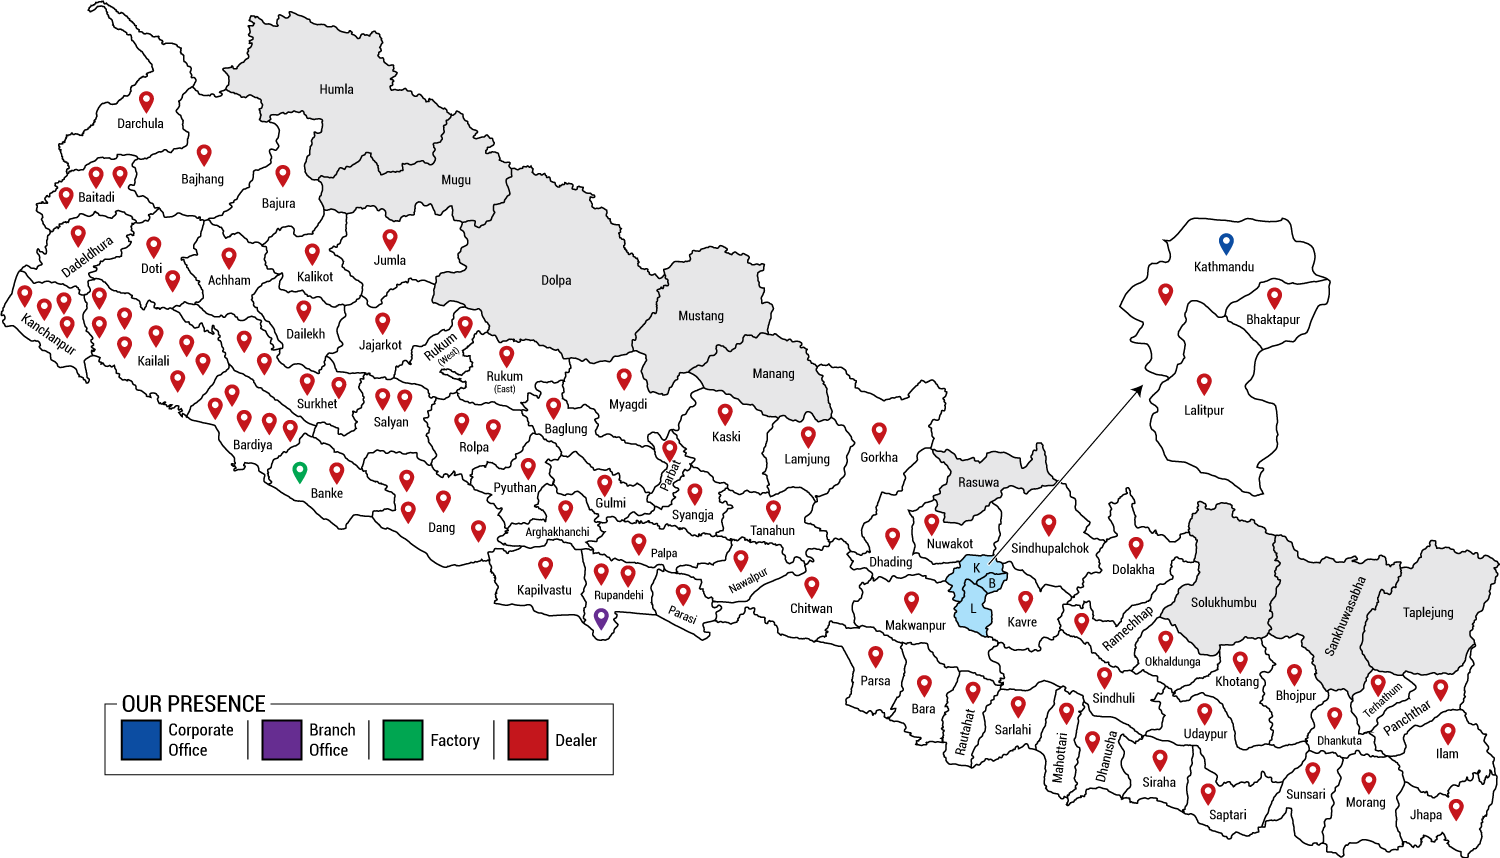 Humla
Darchula
Bajhang
Mugu
Baitadi
Bajura
Dadeldhura
Doti
Achham
Kalikot
Jumla
Dolpa
Kathmandu
Kanchanpur
Kailali
Dailekh
Jajarkot
Rukum
(West)
Mustang
Bhaktapur
Rukum
(East)
Manang
Surkhet
Salyan
Myagdi
Lalitpur
Bardiya
Rolpa
Baglung
Kaski
Lamjung
Gorkha
Banke
Pyuthan
Parbat
Rasuwa
Dang
Gulmi
Syangja
Arghakhanchi
Tanahun
Nuwakot
Sindhupalchok
Palpa
Dhading
Dolakha
K
B
L
Kapilvastu
Rupandehi
Nawalpur
Parasi
Chitwan
Makwanpur
Kavre
Ramechhap
Solukhumbu
Sankhuwasabha
Taplejung
Okhaldunga
Parsa
Khotang
Bhojpur
Terhathum
Panchthar
Bara
Sindhuli
Rautahat
Sarlahi
Mahottari
Dhanusha
Udaypur
Dhankuta
Ilam
Siraha
Saptari
Sunsari
Morang
Jhapa
OUR PRESENCE
Corporate
Office
Branch
Office
Factory
Dealer